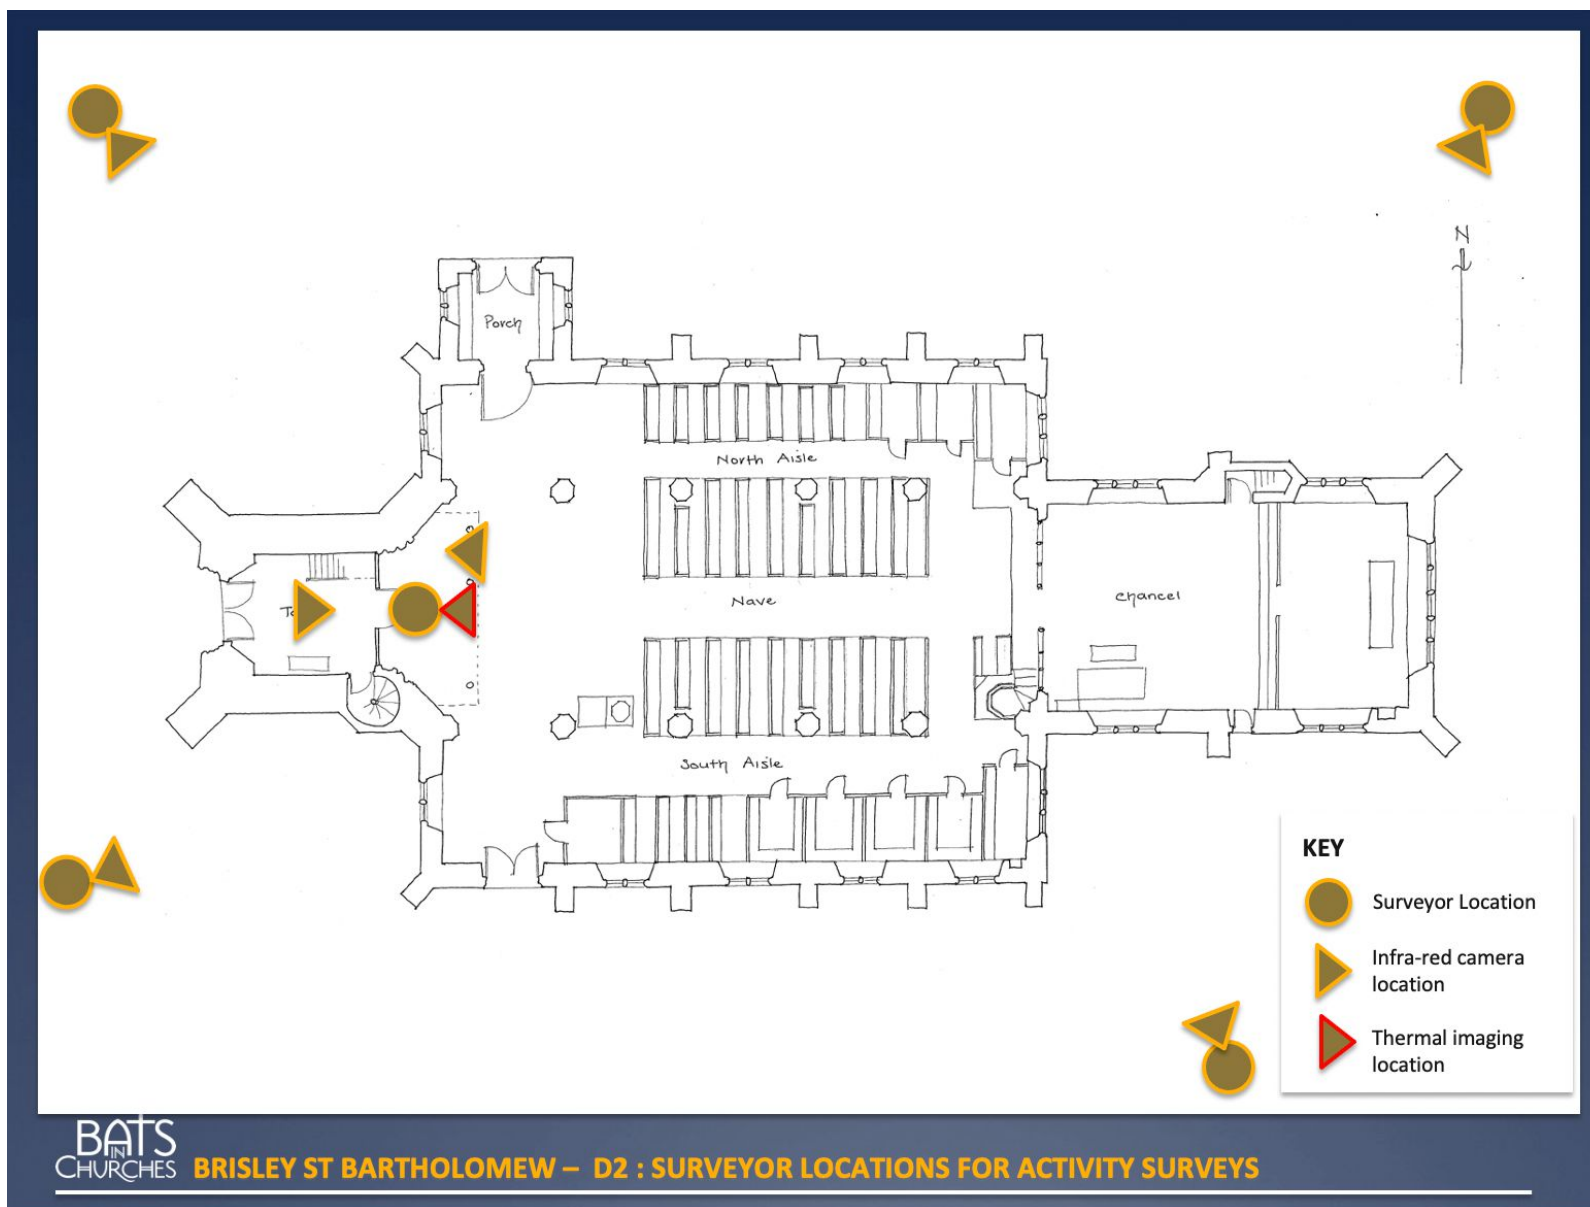 N
Porch
North Aisle
Nave
Chancel
South Aisle
KEY
Surveyor Location
Infra-red camera
location
Thermal imaging
location
BATS
IN
CHURCHES
BRISLEY ST BARTHOLOMEW – D2 : SURVEYOR LOCATIONS FOR ACTIVITY SURVEYS